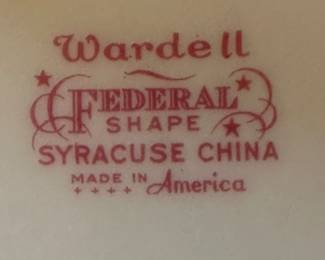 Wardell
FEDERAL
SHAPE
SYRACUSE CHINA
MADE IN America